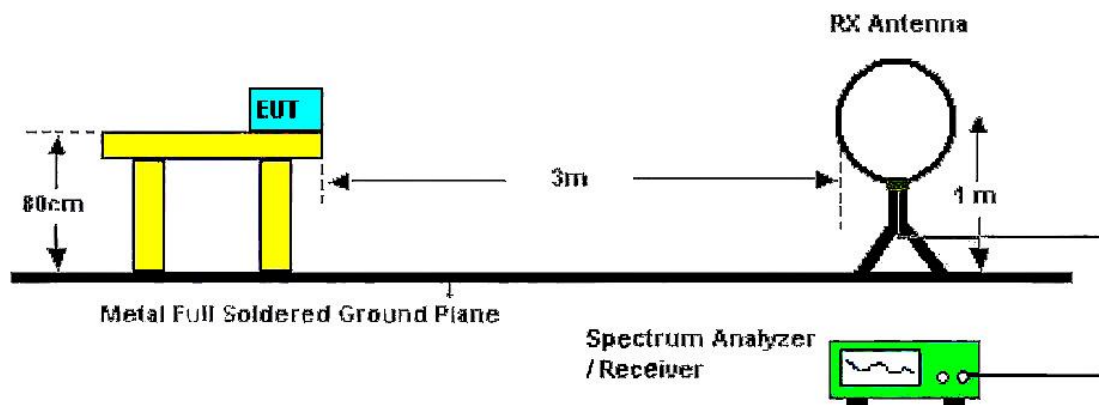 RX Antenna
EUT
80cm
3m
1 m
Metal Full Soldered Ground Plane
Spectrum Analyzer
/ Receiver